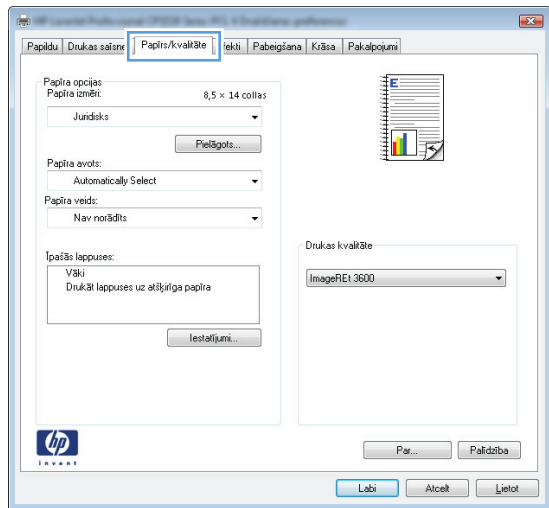 Papildu Drukas saīsne Papīrs/kvalitāte fekti Pabeigšana Krāsa Pakalpojumi
Papīra opcijas
Papīra izmēri: 8,5 × 14 collas
Juridisks
Pielāgots...
Papīra avots:
Automatically Select
Papīra veids:
Nav norādīts
Īpašās lappuses:
Vāki
Drukāt lappuses uz atšķirīga papīra
Iestatījumi...
E
Drukas kvalitāte
ImageREt 3600
hp
invent
Par... Palīdzība
Labi Atcelt Lietot